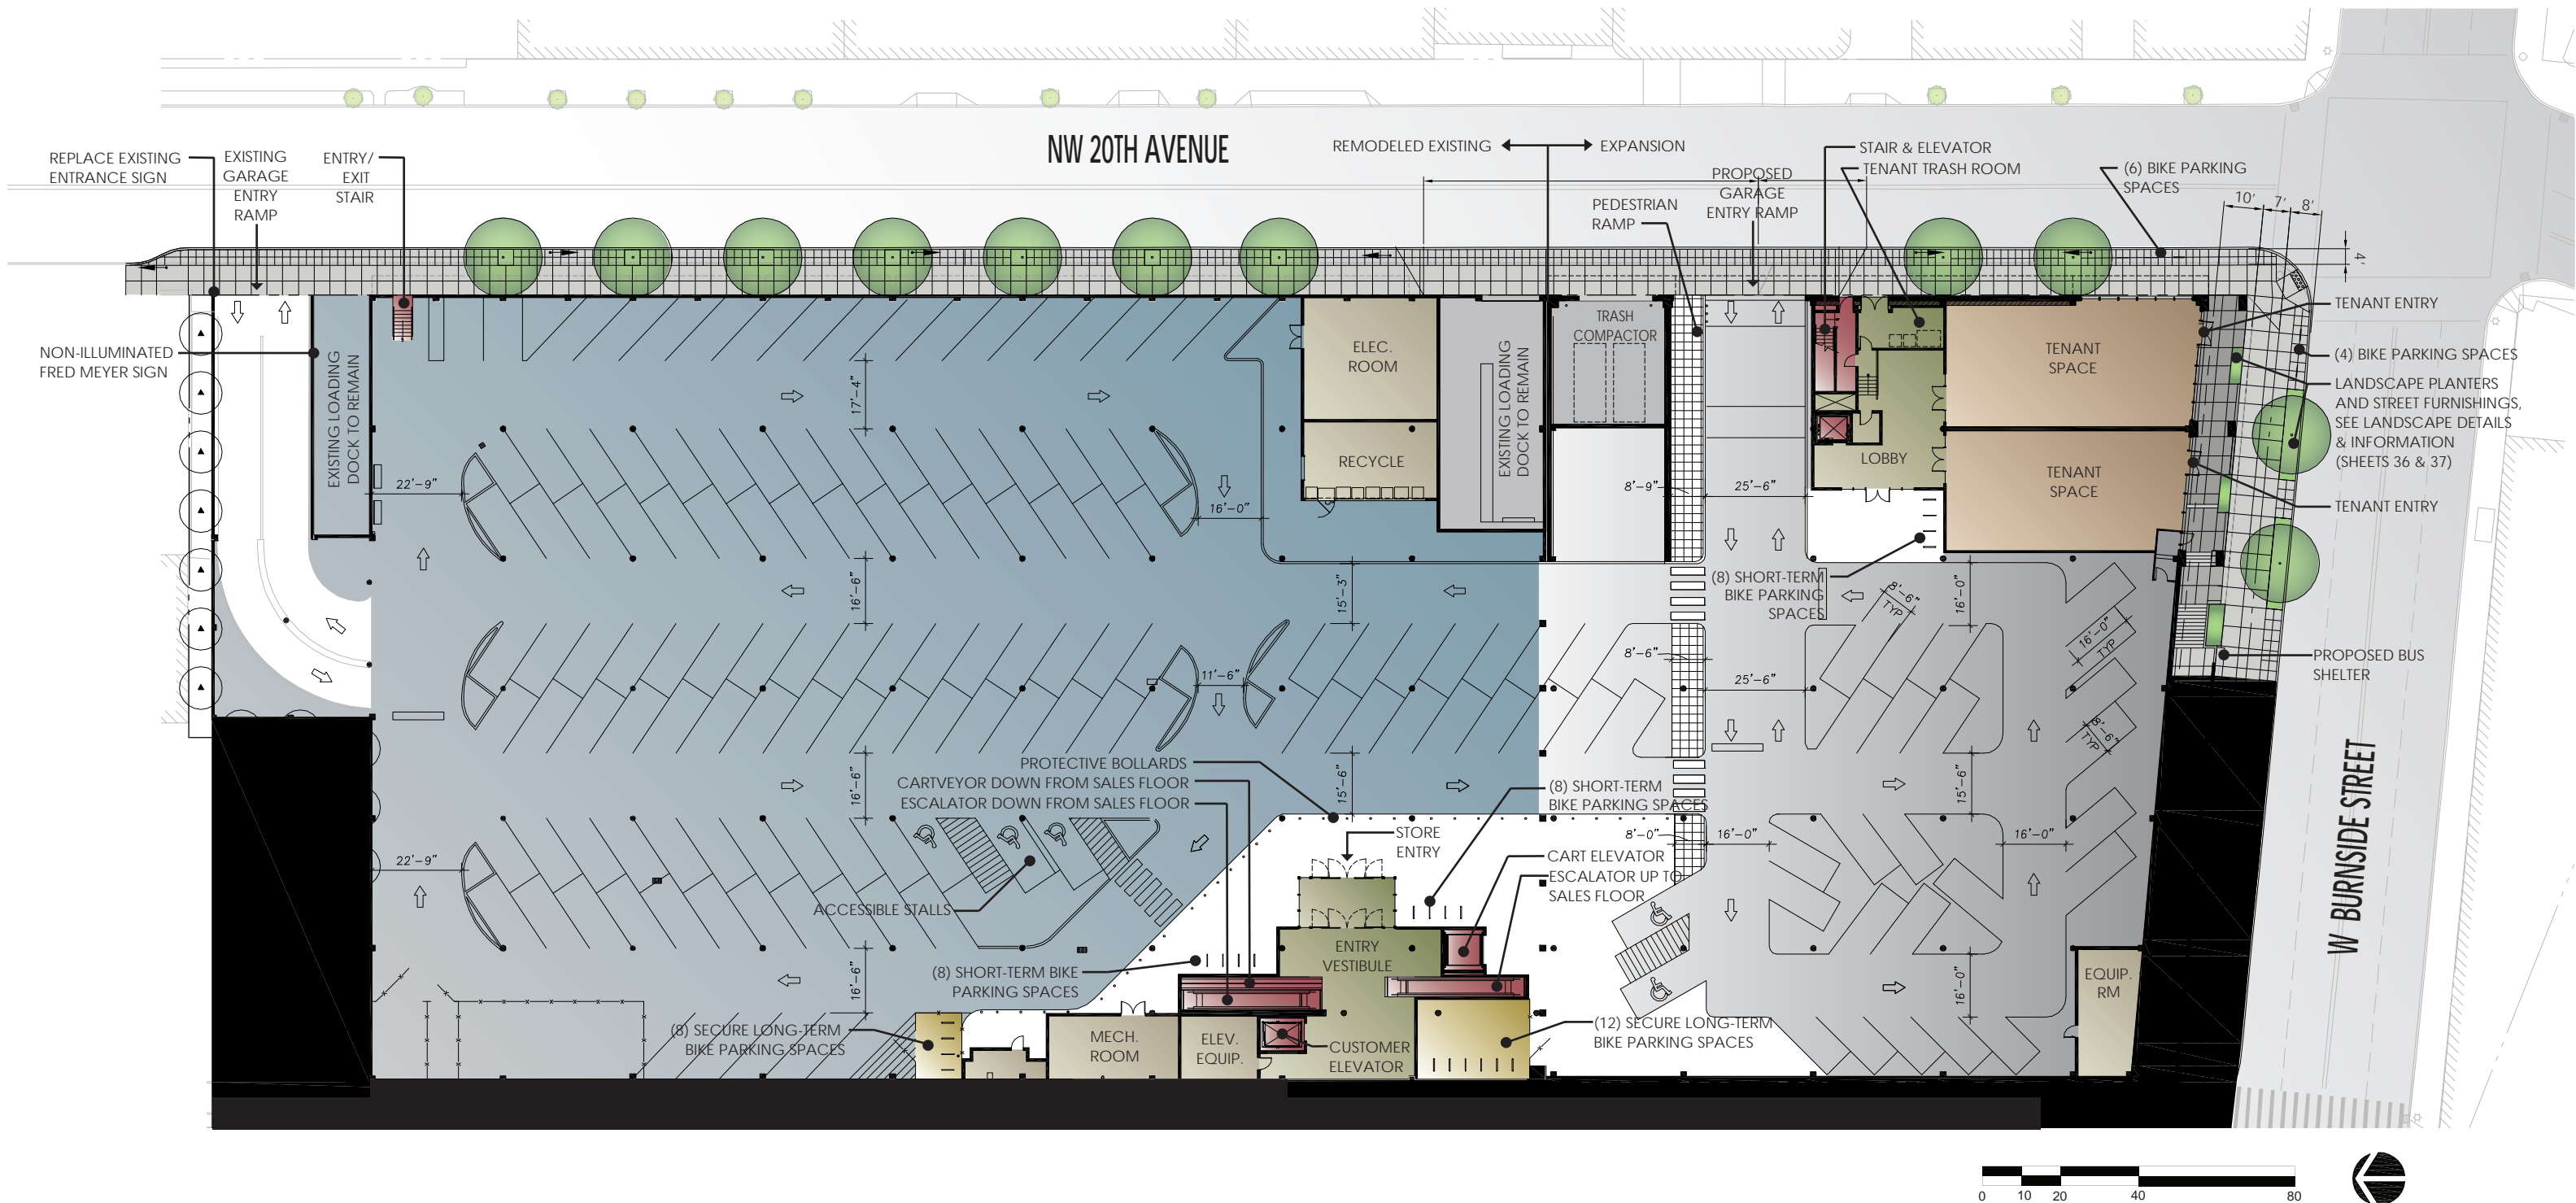 NW 20TH AVENUE
REPLACE EXISTING
ENTRANCE SIGN
EXISTING
GARAGE
ENTRY
RAMP
ENTRY/
EXIT
STAIR
REMODELED EXISTING
EXPANSION
STAIR & ELEVATOR
TENANT TRASH ROOM
PROPOSED
GARAGE
ENTRY RAMP
PEDESTRIAN
RAMP
(6) BIKE PARKING
SPACES
10'
7'
8'
4'
NON-ILLUMINATED
FRED MEYER SIGN
EXISTING LOADING
DOCK TO REMAIN
17'-4"
ELEC.
ROOM
RECYCLE
EXISTING LOADING
DOCK TO REMAIN
TRASH
COMPACTOR
TENANT
SPACE
TENANT
SPACE
LOBBY
TENANT ENTRY
(4) BIKE PARKING SPACES
LANDSCAPE PLANTERS
AND STREET FURNISHINGS,
SEE LANDSCAPE DETAILS
& INFORMATION
(SHEETS 36 & 37)
TENANT ENTRY
22'-9"
16'-0"
8'-9"
25'-6"
16'-6"
15'-3"
(8) SHORT-TERM
BIKE PARKING
SPACES
8'-6"
TYP
16'-0"
16'-0"
TYP
8'-6"
TYP
11'-6"
8'-6"
25'-6"
PROPOSED BUS
SHELTER
W BURNSIDE STREET
PROTECTIVE BOLLARDS
CARTVEYOR DOWN FROM SALES FLOOR
ESCALATOR DOWN FROM SALES FLOOR
16'-6"
15'-6"
(8) SHORT-TERM
BIKE PARKING SPACES
15'-6"
STORE
ENTRY
8'-0"
16'-0"
16'-0"
CART ELEVATOR
ESCALATOR UP TO
SALES FLOOR
22'-9"
ACCESSIBLE STALLS
ENTRY
VESTIBULE
(8) SHORT-TERM BIKE
PARKING SPACES
16'-6"
16'-0"
EQUIP.
RM
(8) SECURE LONG-TERM
BIKE PARKING SPACES
MECH.
ROOM
ELEV.
EQUIP.
CUSTOMER
ELEVATOR
(12) SECURE LONG-TERM
BIKE PARKING SPACES
0 10 20 40 80